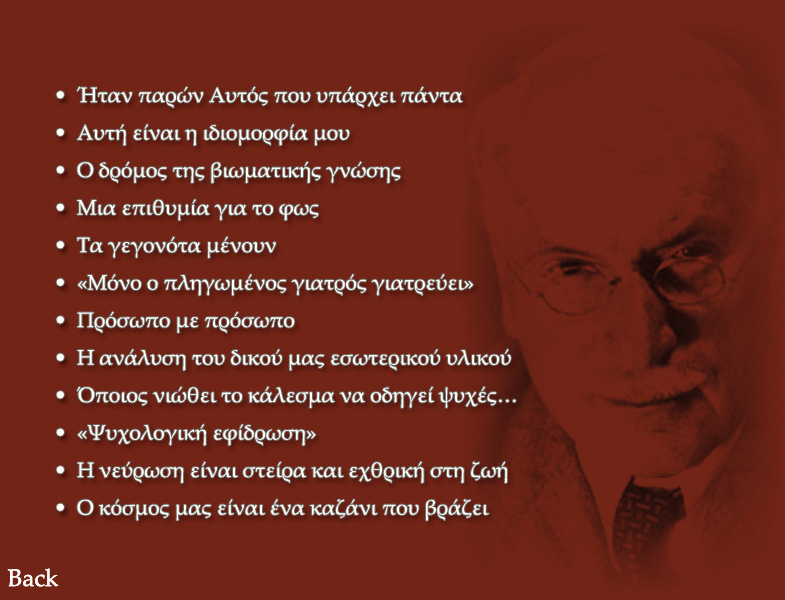 • Ήταν παρών Αυτός που υπάρχει πάντα
• Αυτή είναι η ιδιομορφία μου
• Ο δρόμος της βιωματικής γνώσης
• Μια επιθυμία για το φως
• Τα γεγονότα μένουν
• «Μόνο ο πληγωμένος γιατρός γιατρεύει»
• Πρόσωπο με πρόσωπο
• Η ανάλυση του δικού μας εσωτερικού υλικού
• Όποιος νιώθει το κάλεσμα να οδηγεί ψυχές...
• «Ψυχολογική εφίδρωση»
• Η νεύρωση είναι στείρα και εχθρική στη ζωή
• Ο κόσμος μας είναι ένα καζάνι που βράζει
Back